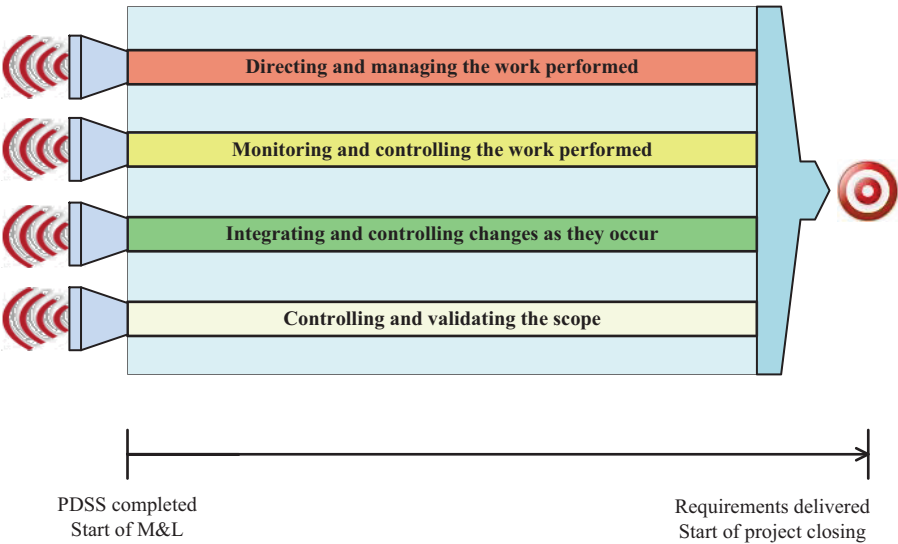 Directing and managing the work performed
Monitoring and controlling the work performed
Integrating and controlling changes as they occur
Controlling and validating the scope
PDSS completed
Start of M&L
Requirements delivered
Start of project closing